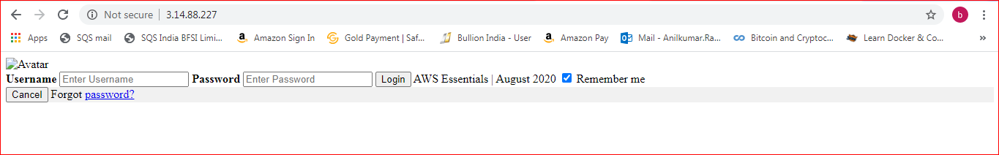 Not secure 3.14.88.227 b
Apps SQS mail SQS India BFSI Limi... Amazon Sign In Gold Payment | Saf... Bullion India - User Amazon Pay Mail - Anilkumar.Ra... Bitcoin and Cryptoc... Learn Docker & Co... »
Avatar
Username Enter Username Password Enter Password Login AWS Essentials | August 2020 Remember me
Cancel Forgot password?